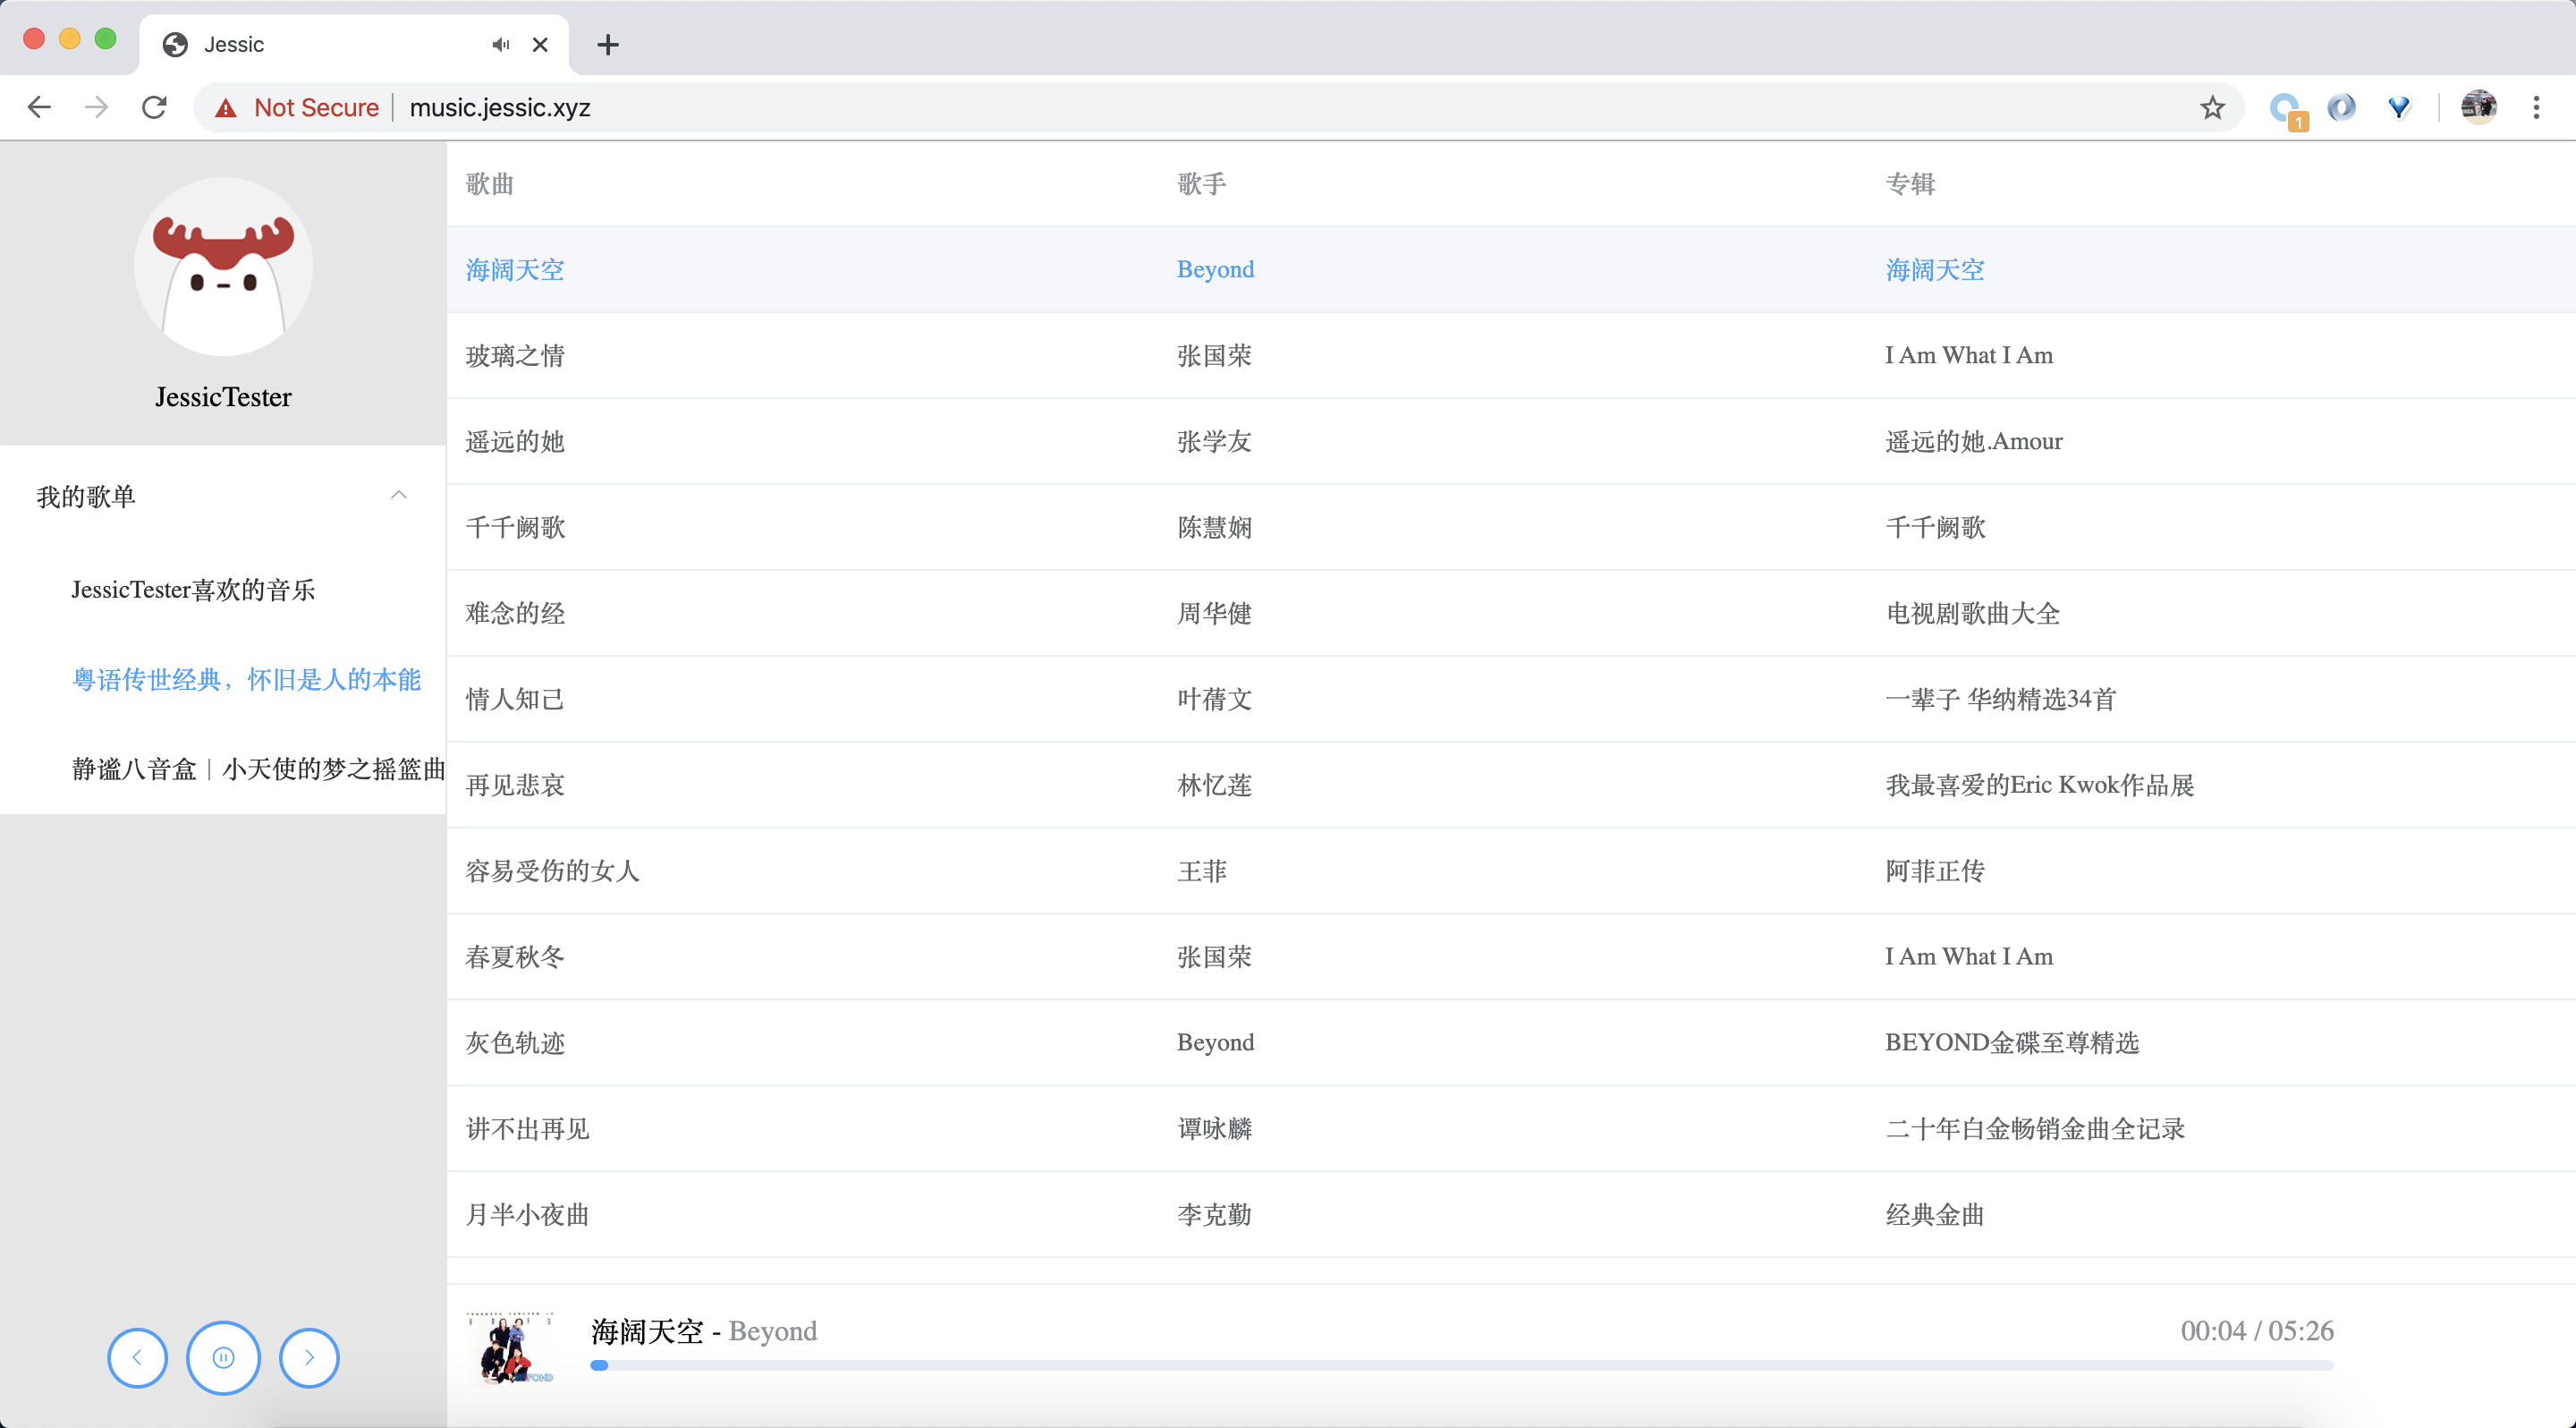 Jessic
Not Secure music.jessic.xyz
1
JessicTester
我的歌单
JessicTester喜欢的音乐
粤语传世经典，怀旧是人的本能
静谧八音盒｜小天使的梦之摇篮曲
歌曲 歌手 专辑
海阔天空 Beyond 海阔天空
玻璃之情 张国荣 I Am What I Am
遥远的她 张学友 遥远的她.Amour
千千阙歌 陈慧娴 千千阙歌
难念的经 周华健 电视剧歌曲大全
情人知己 叶蒨文 一辈子 华纳精选34首
再见悲哀 林忆莲 我最喜爱的Eric Kwok作品展
容易受伤的女人 王菲 阿菲正传
春夏秋冬 张国荣 I Am What I Am
灰色轨迹 Beyond BEYOND金碟至尊精选
讲不出再见 谭咏麟 二十年白金畅销金曲全记录
月半小夜曲 李克勤 经典金曲
海阔天空 - Beyond 00:04 / 05:26